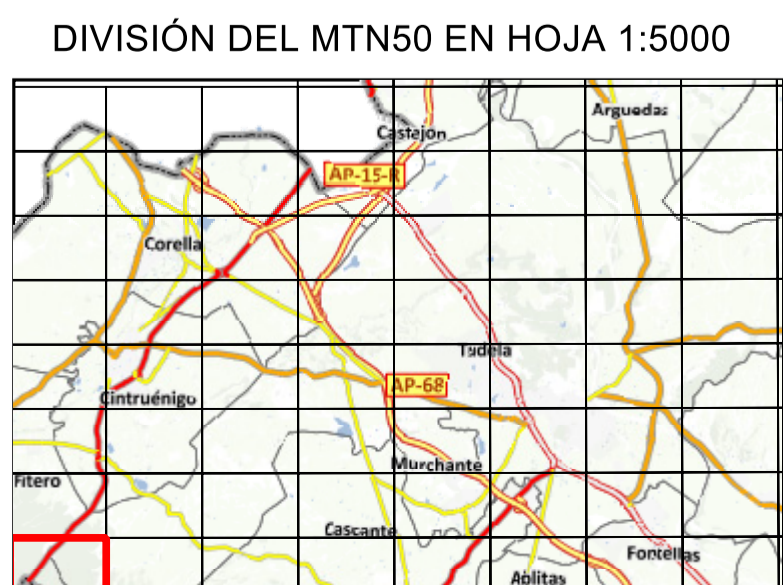 DIVISIÓN DEL MTN50 EN HOJA 1:5000
Arguedas
Castejón
AP-15-R
Corella
Tudela
AP-68
Cintruénigo
Murchante
Fitero
Cascante
Fontellas
Ablitas